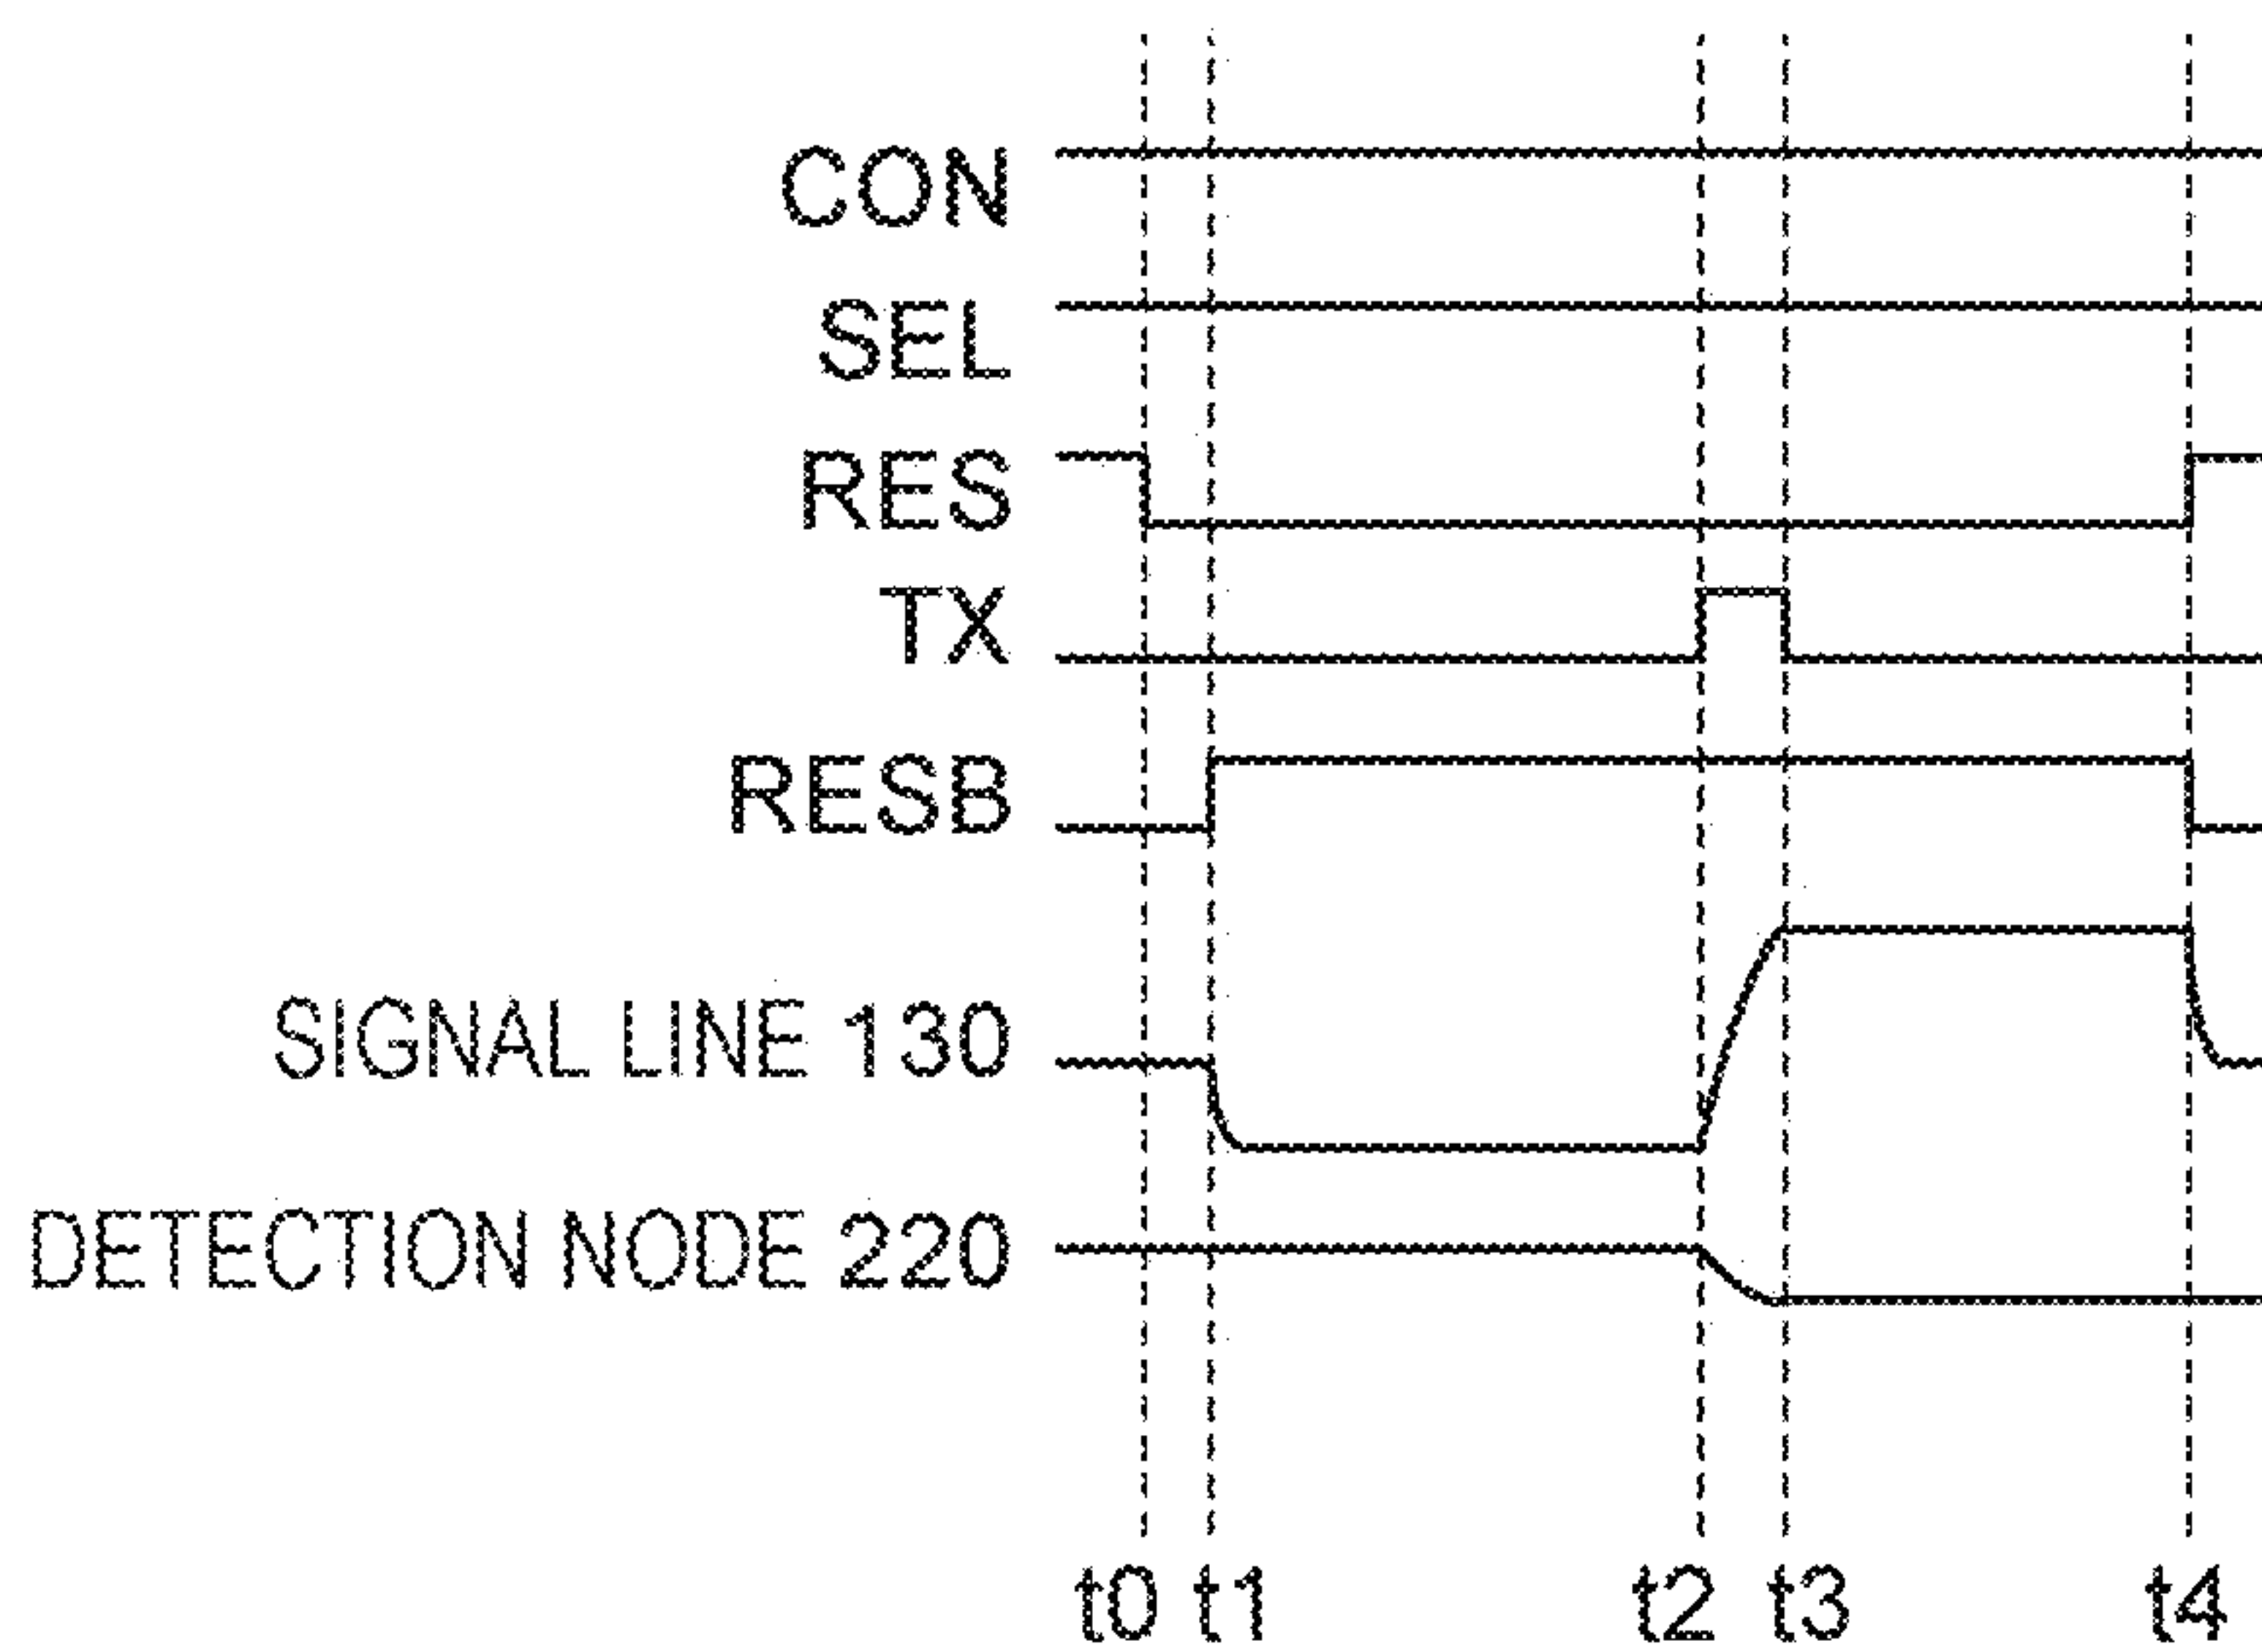 CON
SEL
RES
TX
RESB
SIGNAL LINE 130
DETECTION NODE 220
t0 t1 t2 t3 t4